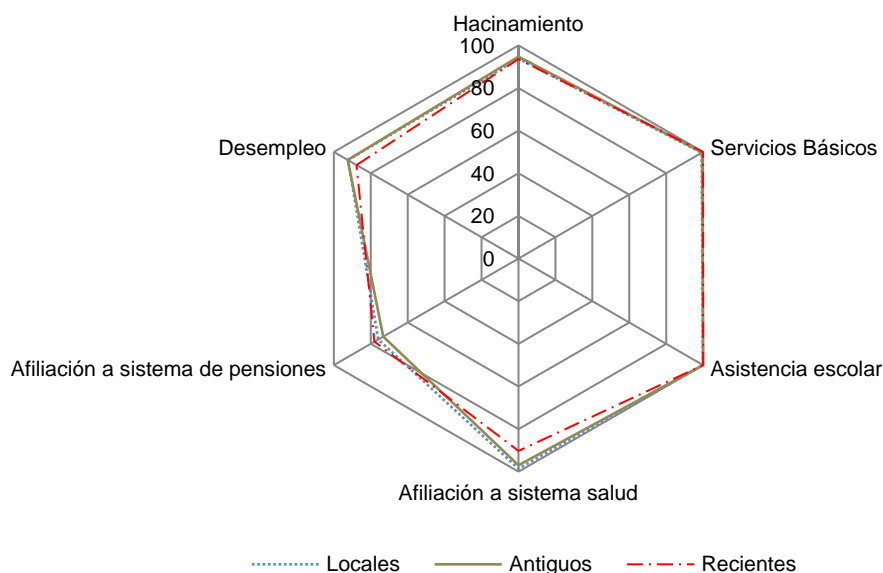 Hacinamiento
100
80
60
40
20
0
Desempleo
Servicios Básicos
Afiliación a sistema de pensiones
Asistencia escolar
Afiliación a sistema salud
Locales
Antiguos
Recientes